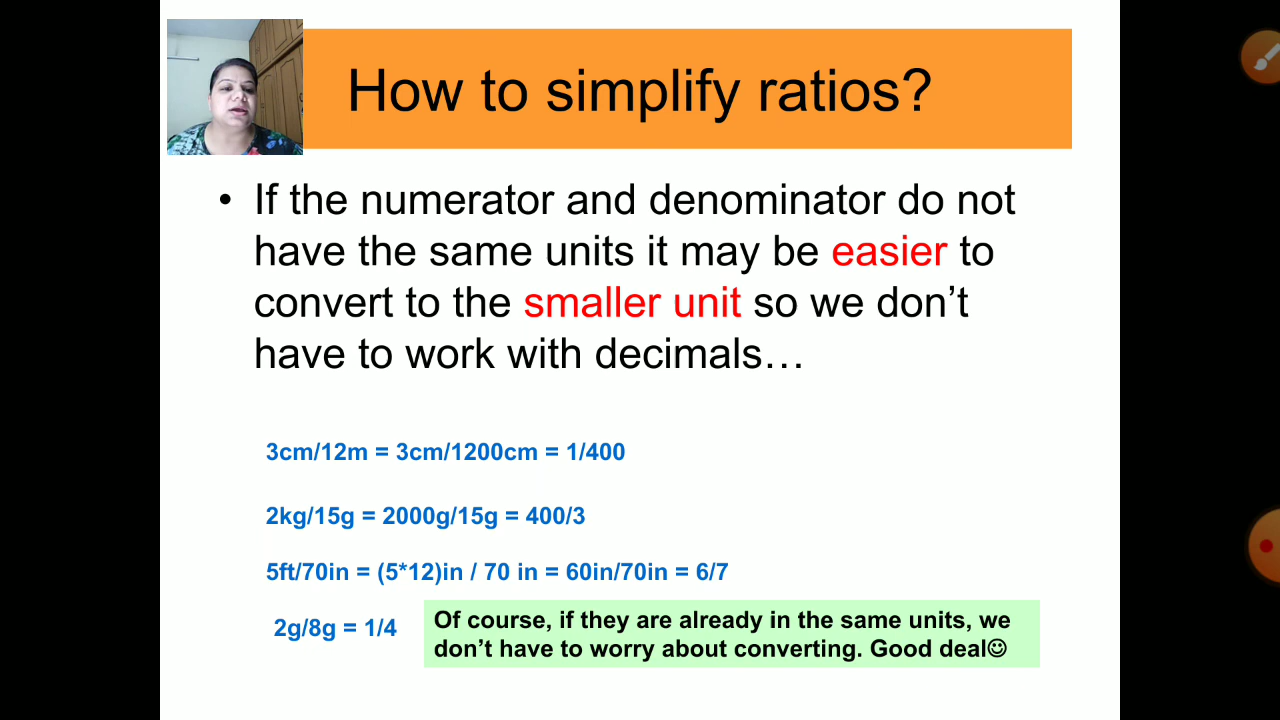 How to simplify ratios?
• If the numerator and denominator do not
have the same units it may be easier to
convert to the smaller unit so we don’t
have to work with decimals…
3cm/12m = 3cm/1200cm = 1/400
2kg/15g = 2000g/15g = 400/3
5ft/70in = (5*12)in / 70 in = 60in/70in = 6/7
2g/8g = 1/4
Of course, if they are already in the same units, we
don’t have to worry about converting. Good deal☺